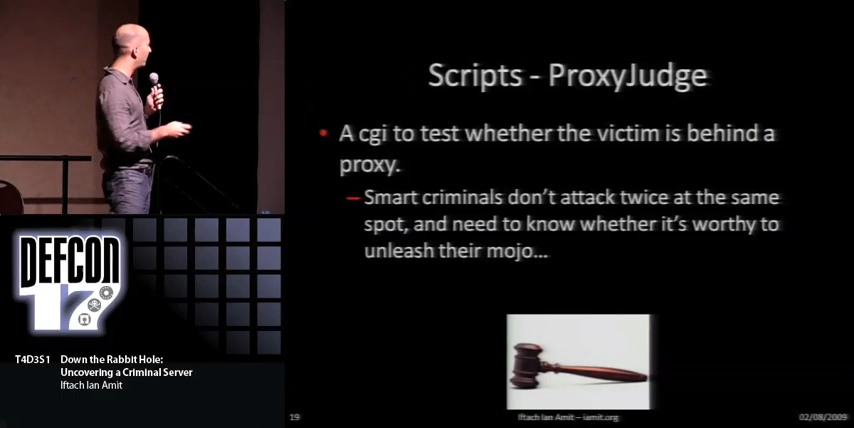 Scripts - ProxyJudge
• A cgi to test whether the victim is behind a
proxy.
– Smart criminals don't attack twice at the same
spot, and need to know whether it's worthy to
unleash their mojo…
DEFCON
17
T4D3S1 Down the Rabbit Hole:
Uncovering a Criminal Server
Iftach Ian Amit
19
Iftach Ian Amit – iamit.org
02/08/2009